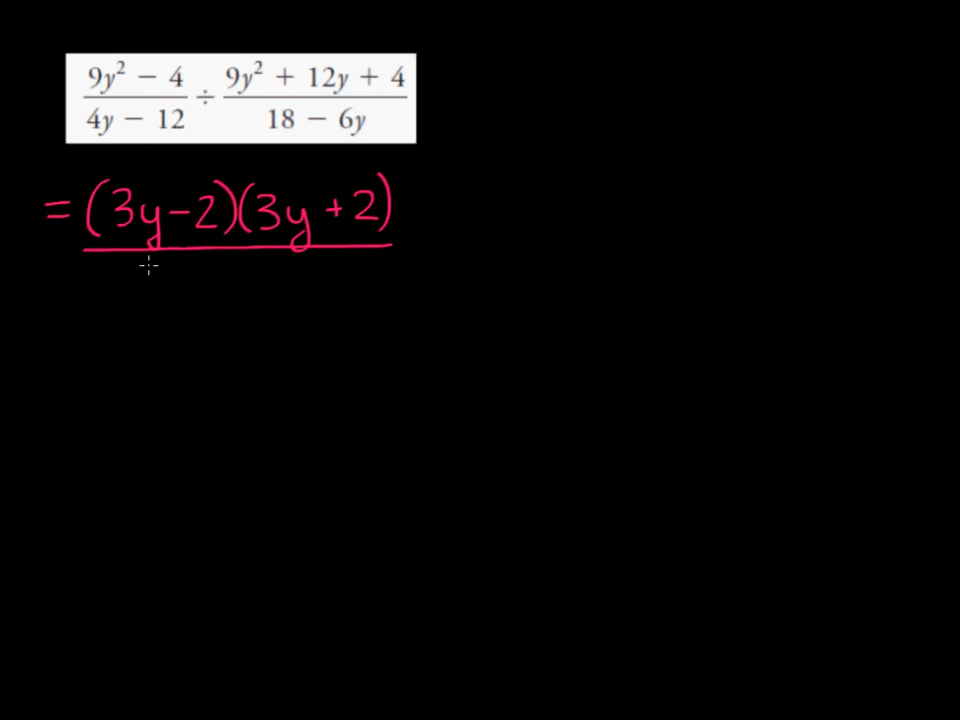 9y² − 4 / 4y − 12 ÷ 9y² + 12y + 4 / 18 − 6y
= (3y−2)(3y+2)